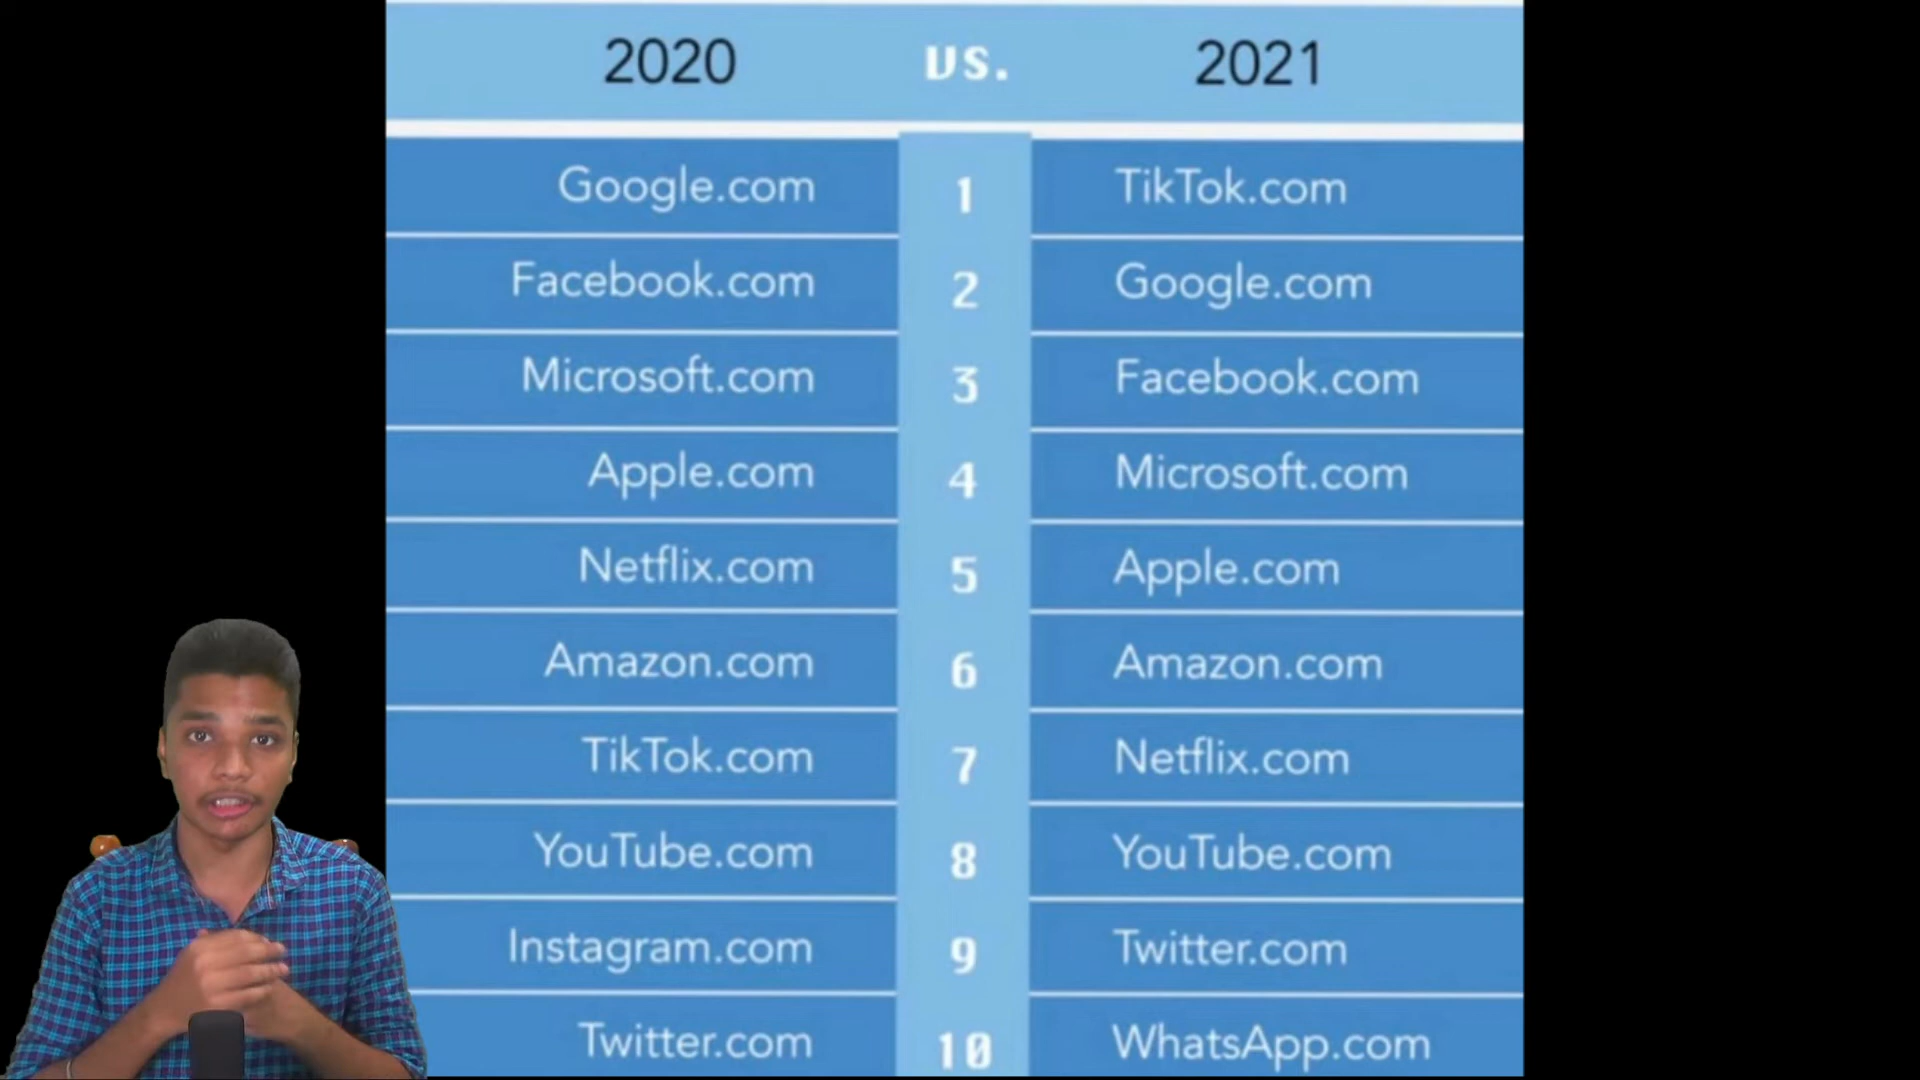 2020 vs. 2021
Google.com 1 TikTok.com
Facebook.com 2 Google.com
Microsoft.com 3 Facebook.com
Apple.com 4 Microsoft.com
Netflix.com 5 Apple.com
Amazon.com 6 Amazon.com
TikTok.com 7 Netflix.com
YouTube.com 8 YouTube.com
Instagram.com 9 Twitter.com
Twitter.com 10 WhatsApp.com